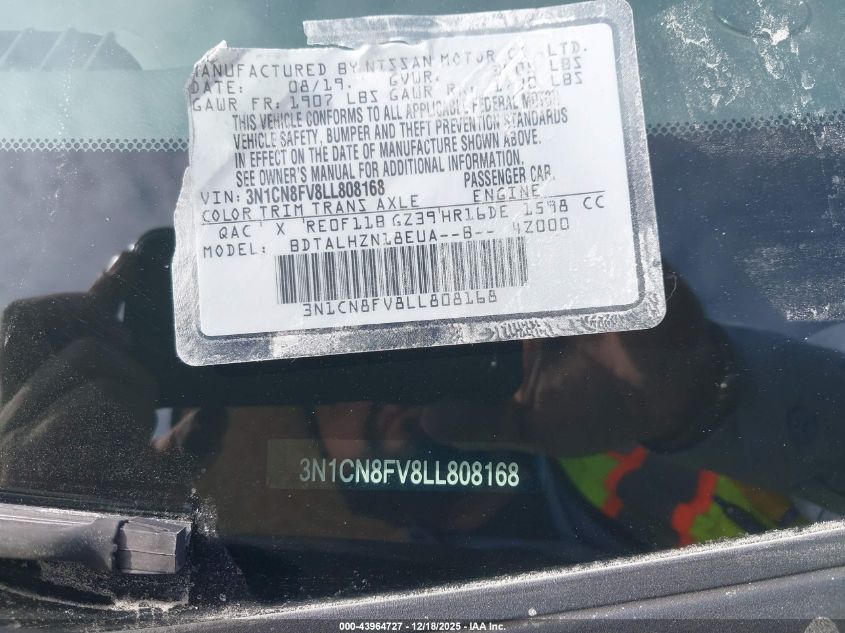 MANUFACTURED BY NISSAN MOTOR CO.,LTD.
DATE: 08/19. GVWR: LBS
GAWR FR: 1907 LBS GAWR R LBS
THIS VEHICLE CONFORMS TO ALL APPLICABLE FEDERAL MOTOR
VEHICLE SAFETY, BUMPER AND THEFT PREVENTION STANDARDS
IN EFFECT ON THE DATE OF MANUFACTURE SHOWN ABOVE.
SEE OWNER'S MANUAL FOR ADDITIONAL INFORMATION.
VIN: 3N1CN8FV8LL808168 PASSENGER CAR.
COLOR TRIM TRANS AXLE ENGINE
QAC X RE0F11B GZ39 HR16DE 1598 CC
MODEL: BDTALHZN18EUA--B-- 4Z000
3N1CN8FV8LL808168
3N1CN8FV8LL808168
000-43964727 — 12/18/2025 — IAA Inc.